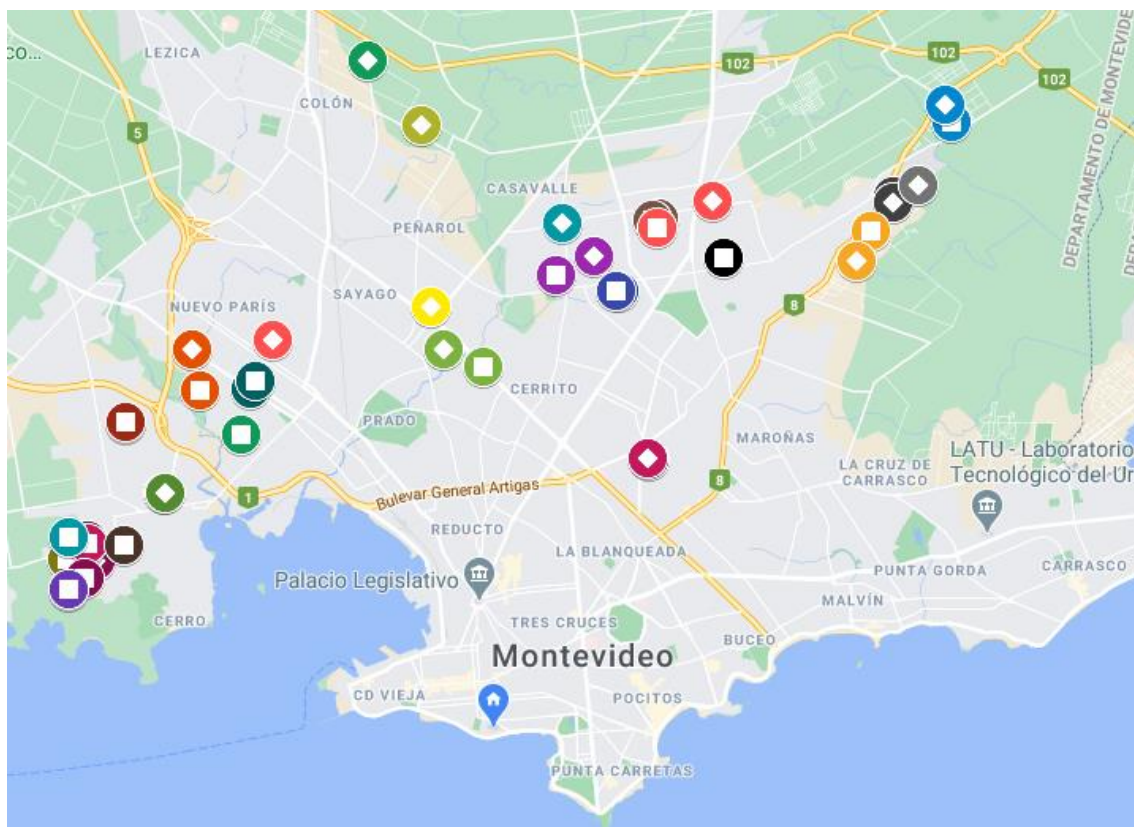 CO...
LEZICA
102
102
102
COLÓN
5
DEPARTAMENTO DE MONTEVIDE
CASAVALLE
PEÑAROL
SAYAGO
NUEVO PARÍS
8
CERRITO
PRADO
MAROÑAS
LATU - Laboratorio
Tecnológico del Ur
LA CRUZ DE
CARRASCO
8
1
Bulevar General Artigas
REDUCTO
LA BLANQUEADA
Palacio Legislativo
PUNTA GORDA
CARRASCO
MALVÍN
CERRO
TRES CRUCES
BUCEO
Montevideo
CD VIEJA
POCITOS
PUNTA CARRETAS